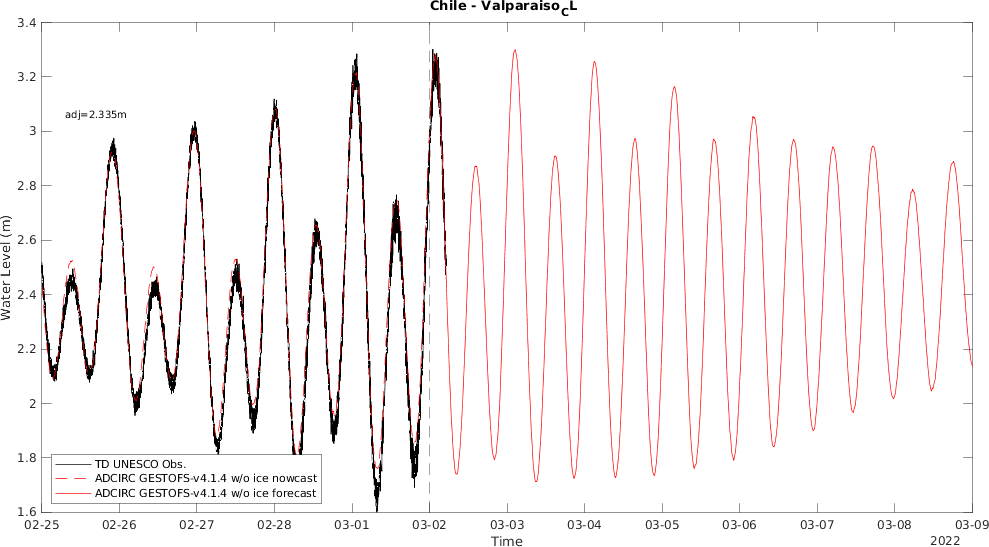 Chile - Valparaiso_CL
3.4
3.2
3
2.8
2.6
2.4
2.2
2
1.8
1.6
Water Level (m)
adj=2.335m
TD UNESCO Obs.
ADCIRC GESTOFS-v4.1.4 w/o ice nowcast
ADCIRC GESTOFS-v4.1.4 w/o ice forecast
02-25 02-26 02-27 02-28 03-01 03-02 03-03 03-04 03-05 03-06 03-07 03-08 03-09
Time
2022